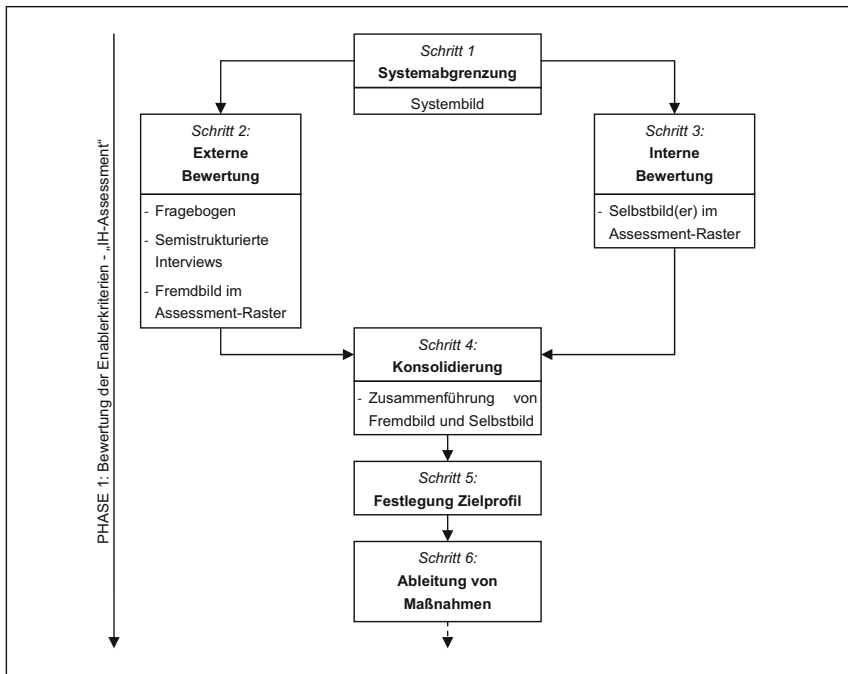 PHASE 1: Bewertung der Enablerkriterien - „IH-Assessment“
Schritt 1
Systemabgrenzung
Systembild
Schritt 2:
Externe
Bewertung
- Fragebogen
- Semistrukturierte
Interviews
- Fremdbild im
Assessment-Raster
Schritt 3:
Interne
Bewertung
- Selbstbild(er) im
Assessment-Raster
Schritt 4:
Konsolidierung
- Zusammenführung von
Fremdbild und Selbstbild
Schritt 5:
Festlegung Zielprofil
Schritt 6:
Ableitung von
Maßnahmen